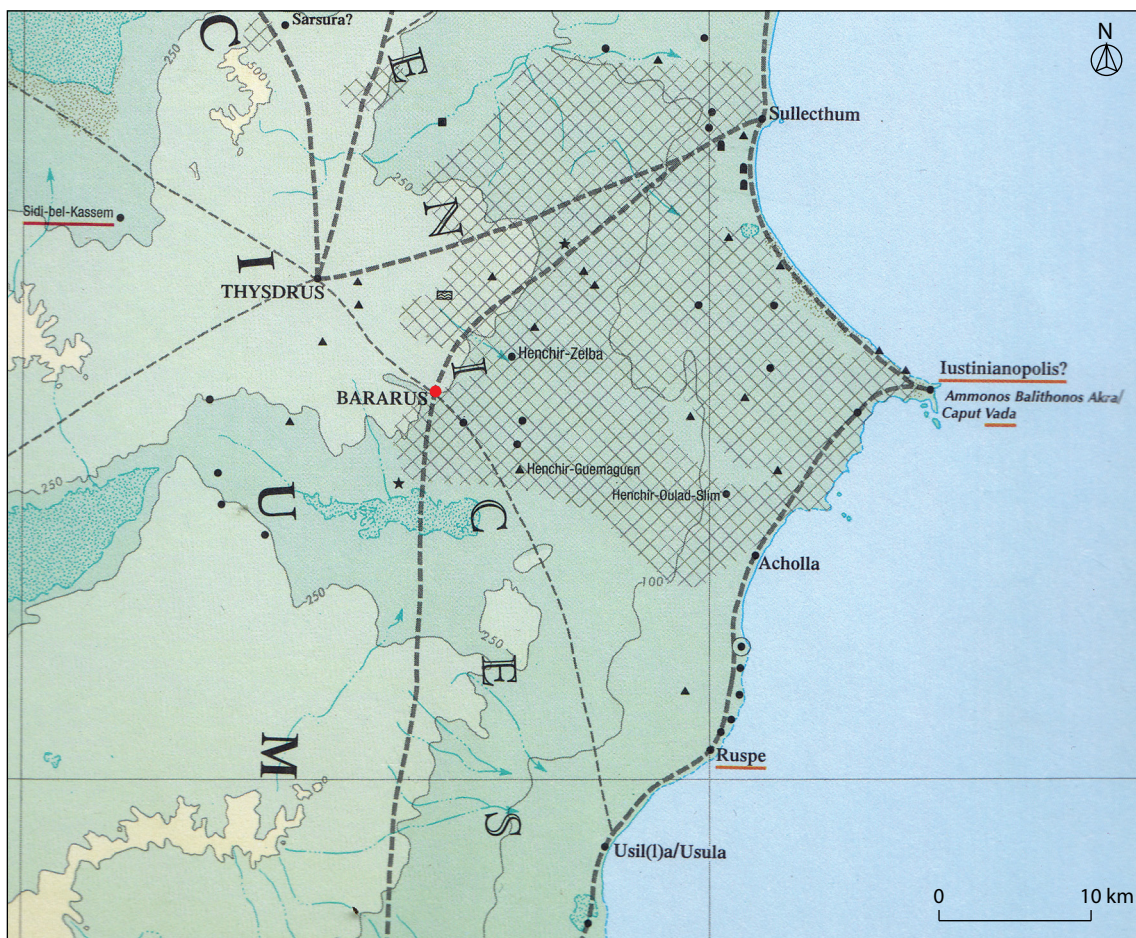 Sarsura?
N
C
E
250
500
Sullecthum
250
Sidi-bel-Kassem
N
I
THYSDRUS
Henchir-Zelba
I
Iustinianopolis?
BARARUS
Ammonos Balithonos Akra/
Caput Vada
Henchir-Guemaguen
250
Henchir-Oulad-Slim
U
C
Acholla
100
250
250
E
M
Ruspe
S
Usil(l)a/Usula
0 10 km